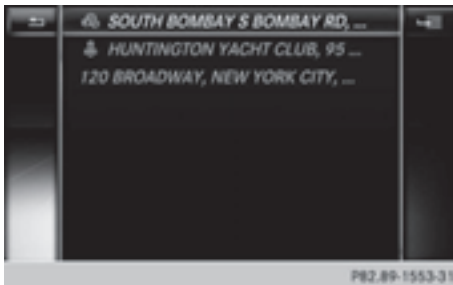 SOUTH BOMBAY S BOMBAY RD, ...
HUNTINGTON YACHT CLUB, 95 ...
120 BROADWAY, NEW YORK CITY, ...
P82.89-1553-31